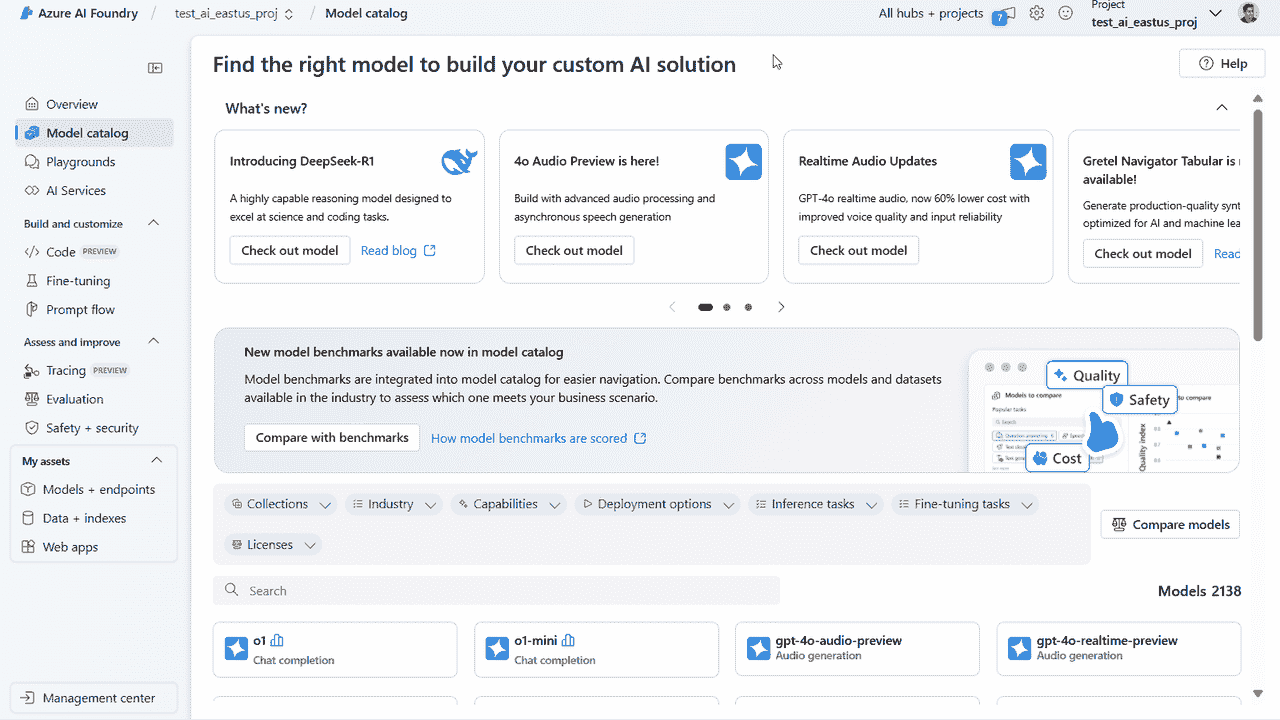 Azure AI Foundry / test_ai_eastus_proj / Model catalog
All hubs + projects
7
Project
test_ai_eastus_proj
Overview
Model catalog
Playgrounds
AI Services
Build and customize
Code PREVIEW
Fine-tuning
Prompt flow
Assess and improve
Tracing PREVIEW
Evaluation
Safety + security
My assets
Models + endpoints
Data + indexes
Web apps
Management center
Find the right model to build your custom AI solution
Help
What's new?
Introducing DeepSeek-R1
A highly capable reasoning model designed to
excel at science and coding tasks.
Check out model Read blog
4o Audio Preview is here!
Build with advanced audio processing and
asynchronous speech generation
Check out model
Realtime Audio Updates
GPT-4o realtime audio, now 60% lower cost with
improved voice quality and input reliability
Check out model
Gretel Navigator Tabular is
available!
Generate production-quality synt
optimized for AI and machine lea
Check out model Read
New model benchmarks available now in model catalog
Model benchmarks are integrated into model catalog for easier navigation. Compare benchmarks across models and datasets
available in the industry to assess which one meets your business scenario.
Compare with benchmarks How model benchmarks are scored
Quality
Safety
Cost
Models to compare
Popular tasks
Search
Question answering
to compare
Quality index
Collections Industry Capabilities Deployment options Inference tasks Fine-tuning tasks
Licenses
Compare models
Search
Models 2138
o1
Chat completion
o1-mini
Chat completion
gpt-4o-audio-preview
Audio generation
gpt-4o-realtime-preview
Audio generation